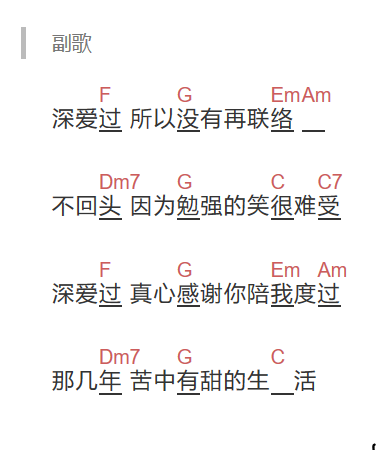 副歌
F G Em Am
深爱过 所以没有再联络
Dm7 G C C7
不回头 因为勉强的笑很难受
F G Em Am
深爱过 真心感谢你陪我度过
Dm7 G C
那几年 苦中有甜的生 活